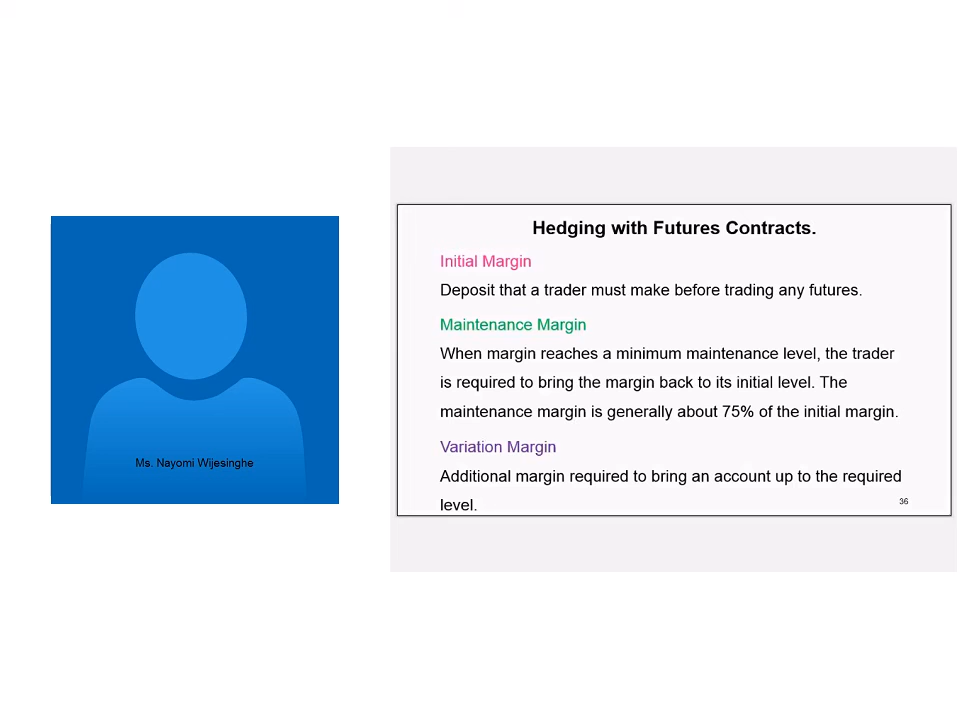 Ms. Nayomi Wijesinghe
Hedging with Futures Contracts.
Initial Margin
Deposit that a trader must make before trading any futures.
Maintenance Margin
When margin reaches a minimum maintenance level, the trader
is required to bring the margin back to its initial level. The
maintenance margin is generally about 75% of the initial margin.
Variation Margin
Additional margin required to bring an account up to the required
level.
36